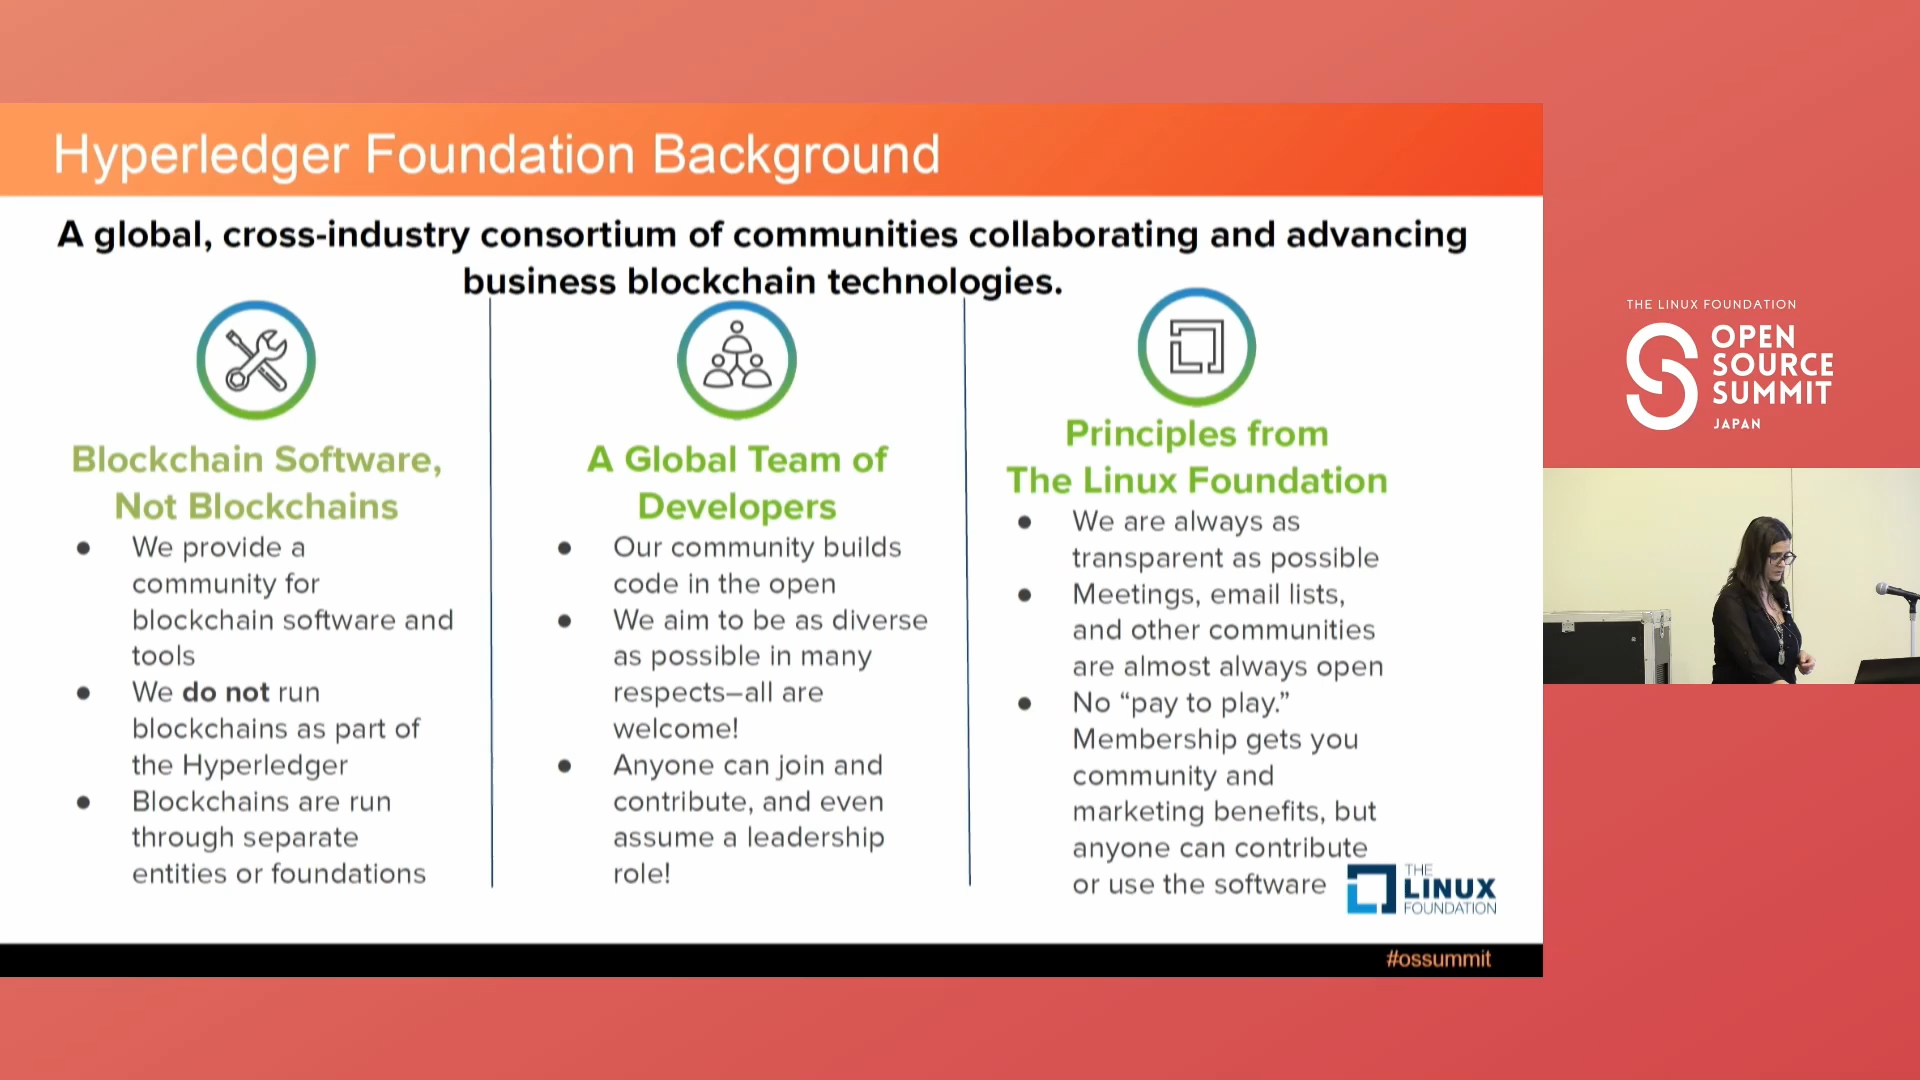 Hyperledger Foundation Background
A global, cross-industry consortium of communities collaborating and advancing
business blockchain technologies.
Blockchain Software,
Not Blockchains
● We provide a
community for
blockchain software and
tools
● We do not run
blockchains as part of
the Hyperledger
● Blockchains are run
through separate
entities or foundations
A Global Team of
Developers
● Our community builds
code in the open
● We aim to be as diverse
as possible in many
respects—all are
welcome!
● Anyone can join and
contribute, and even
assume a leadership
role!
Principles from
The Linux Foundation
● We are always as
transparent as possible
● Meetings, email lists,
and other communities
are almost always open
● No “pay to play.”
Membership gets you
community and
marketing benefits, but
anyone can contribute
or use the software
THE
LINUX
FOUNDATION
#ossummit
THE LINUX FOUNDATION
OPEN
SOURCE
SUMMIT
JAPAN